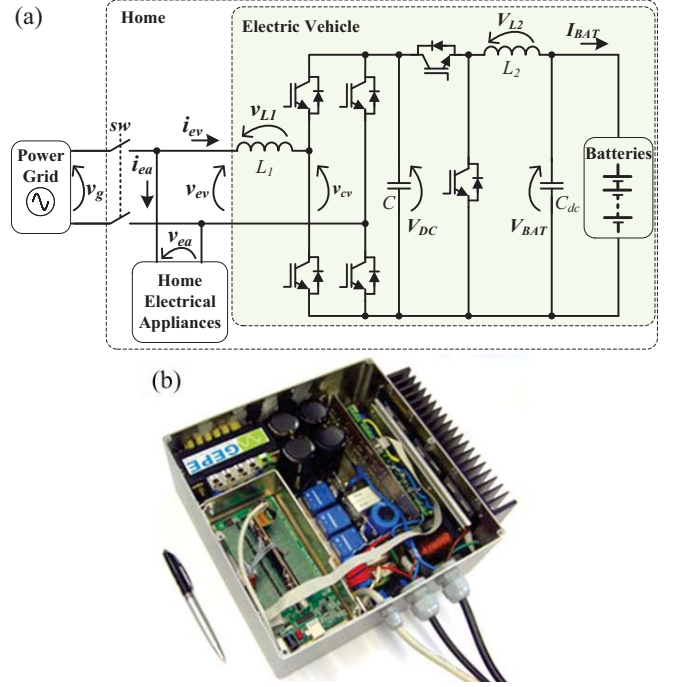 (a)
Home
Electric Vehicle
V_L2
I_BAT
L_2
sw
i_ev
v_L1
Power
Grid
i_ea
L_1
Batteries
v_g
v_ev
v_cv
C
V_DC
V_BAT
C_dc
v_ea
Home
Electrical
Appliances
(b)
GEPE